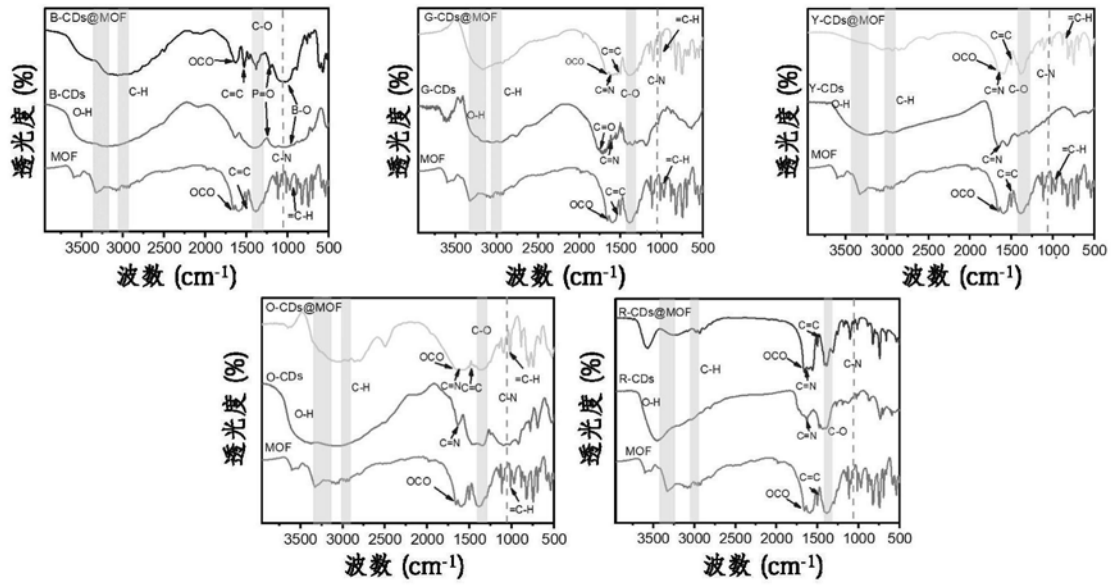 B-CDs@MOF
C-O
OCO
C=C
P=O
B-O
B-CDs
O-H
C-H
C-N
MOF
C=C
OCO
=C-H
透光度 (%)
3500 3000 2500 2000 1500 1000 500
波数 (cm-1)
G-CDs@MOF
=C-H
C=C
OCO
C=N
C-N
C-O
G-CDs
O-H
C-H
C=O
C=N
=C-H
MOF
C=C
OCO
透光度 (%)
3500 3000 2500 2000 1500 1000 500
波数 (cm-1)
Y-CDs@MOF
=C-H
C=C
OCO
C=N
C-O
C-N
Y-CDs
O-H
C-H
C=N
=C-H
MOF
C=C
OCO
透光度 (%)
3500 3000 2500 2000 1500 1000 500
波数 (cm-1)
O-CDs@MOF
C-O
OCO
C=N
C=C
=C-H
O-CDs
C-H
C-N
O-H
C=N
MOF
OCO
=C-H
透光度 (%)
3500 3000 2500 2000 1500 1000 500
波数 (cm-1)
R-CDs@MOF
C=C
OCO
C=N
C-N
R-CDs
C-H
O-H
C=N
C-O
MOF
C=C
OCO
透光度 (%)
3500 3000 2500 2000 1500 1000 500
波数 (cm-1)